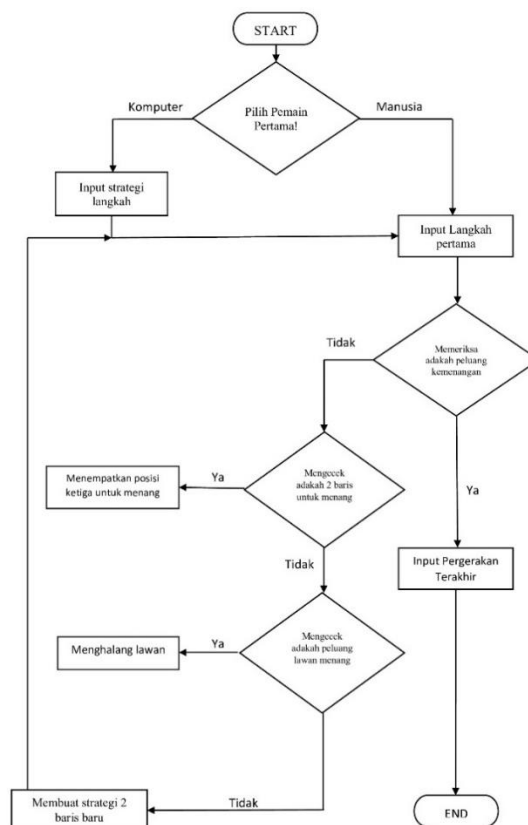 START
Pilih Pemain
Pertama!
Komputer
Manusia
Input strategi
langkah
Input Langkah
pertama
Memeriksa
adakah peluang
kemenangan
Tidak
Ya
Mengecek
adakah 2 baris
untuk menang
Ya
Menempatkan posisi
ketiga untuk menang
Tidak
Input Pergerakan
Terakhir
Mengecek
adakah peluang
lawan menang
Ya
Menghalang lawan
Tidak
Membuat strategi 2
baris baru
END